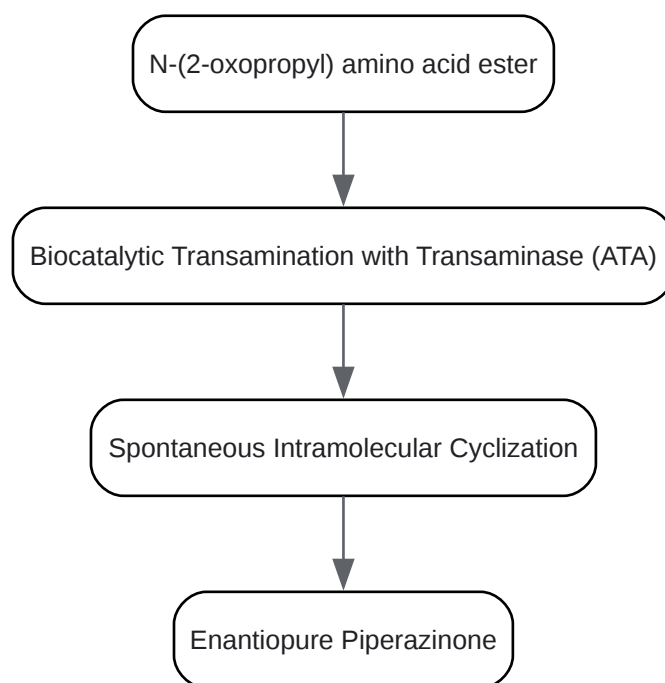 N-(2-oxopropyl) amino acid ester
Biocatalytic Transamination with Transaminase (ATA)
Spontaneous Intramolecular Cyclization
Enantiopure Piperazinone